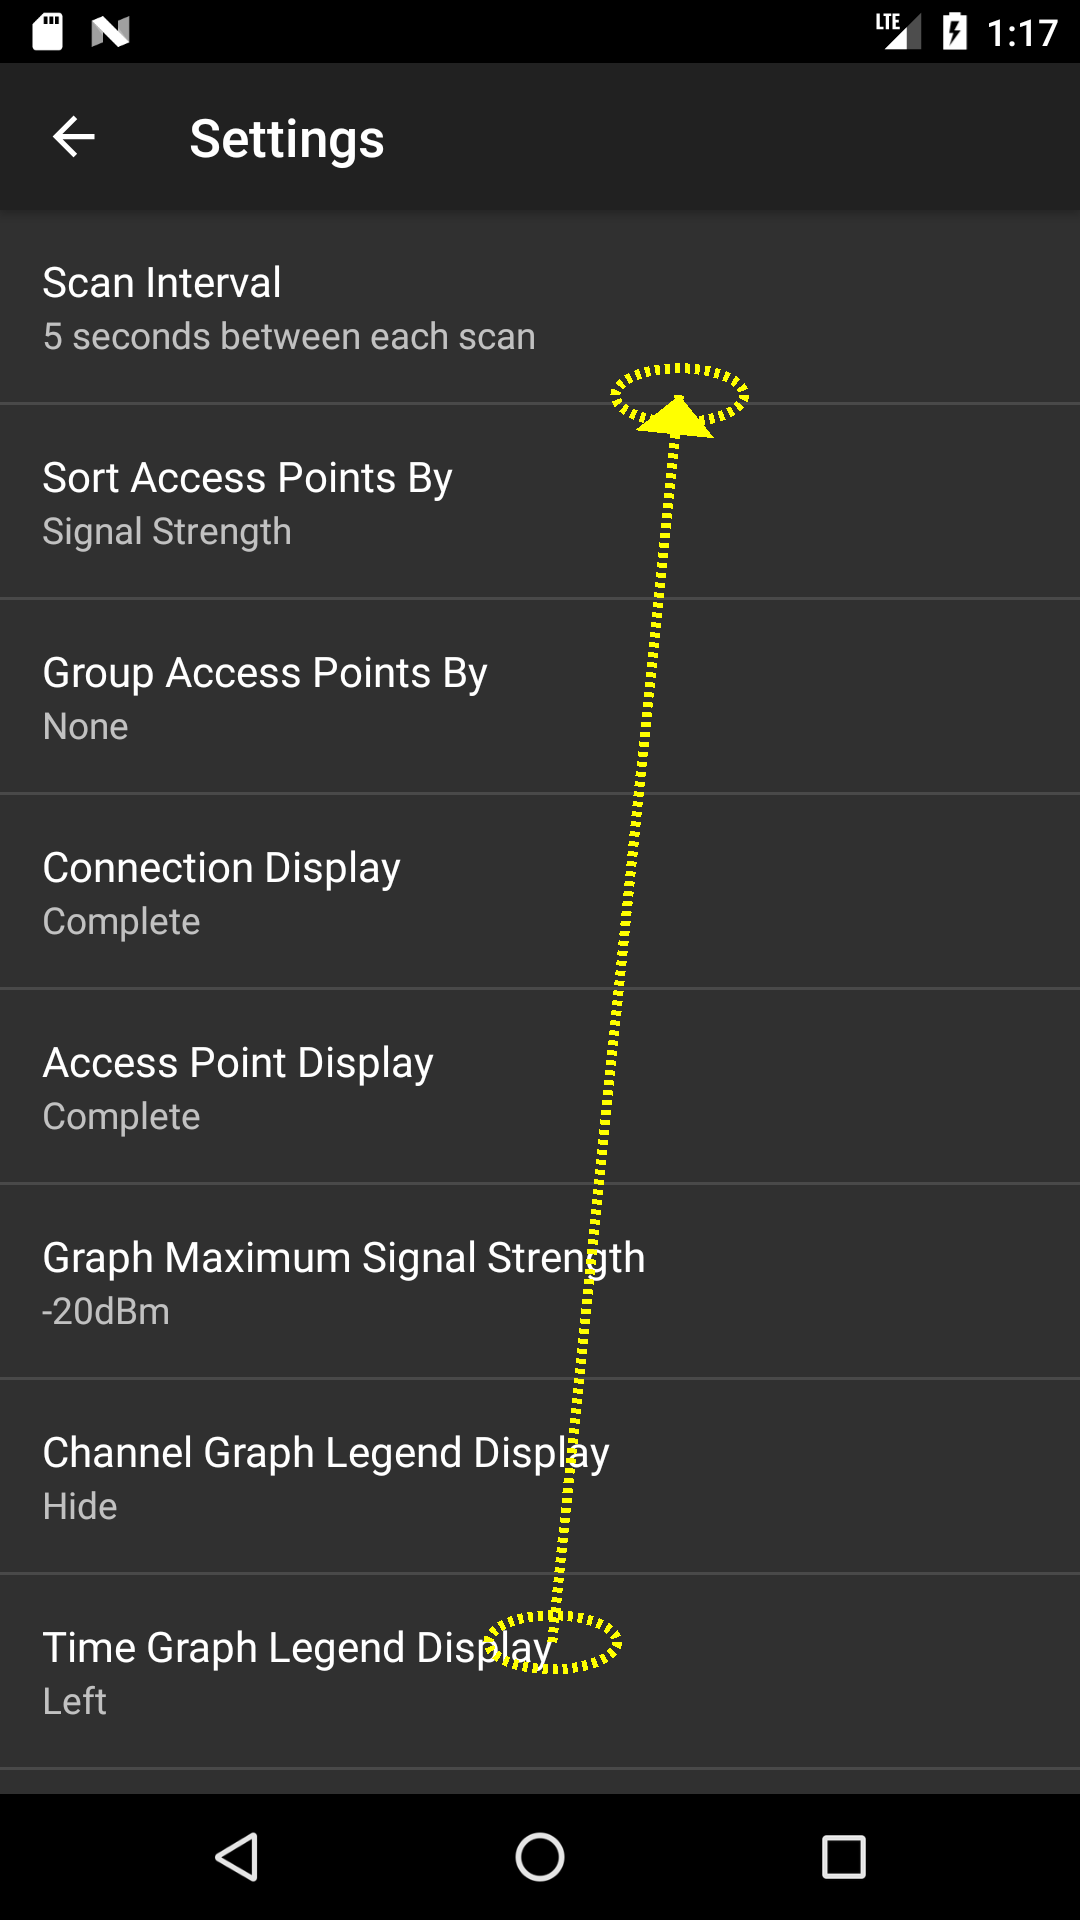 LTE 1:17
Settings
Scan Interval
5 seconds between each scan
Sort Access Points By
Signal Strength
Group Access Points By
None
Connection Display
Complete
Access Point Display
Complete
Graph Maximum Signal Strength
-20dBm
Channel Graph Legend Display
Hide
Time Graph Legend Display
Left